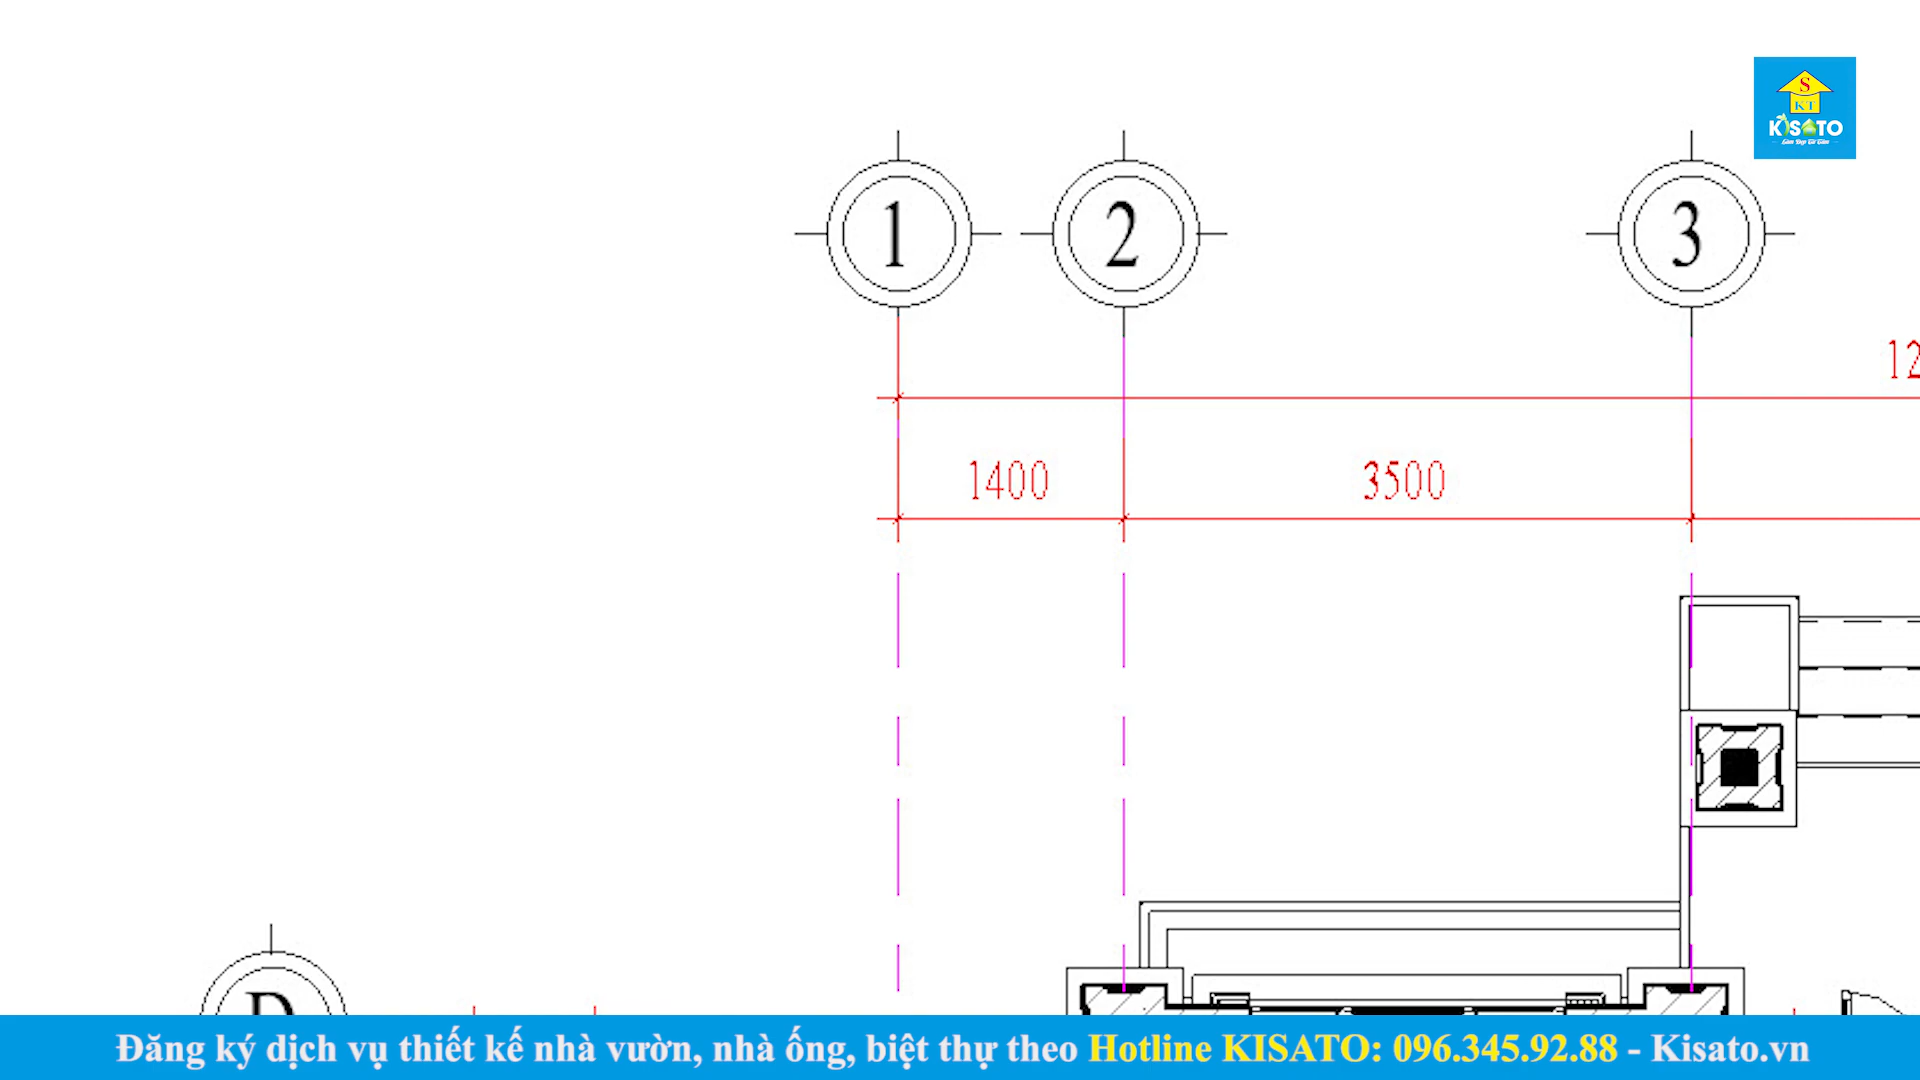 S
KT
KISATO
1 2 3
12
1400 3500
D
Đăng ký dịch vụ thiết kế nhà vườn, nhà ống, biệt thự theo Hotline KISATO: 096.345.92.88 - Kisato.vn